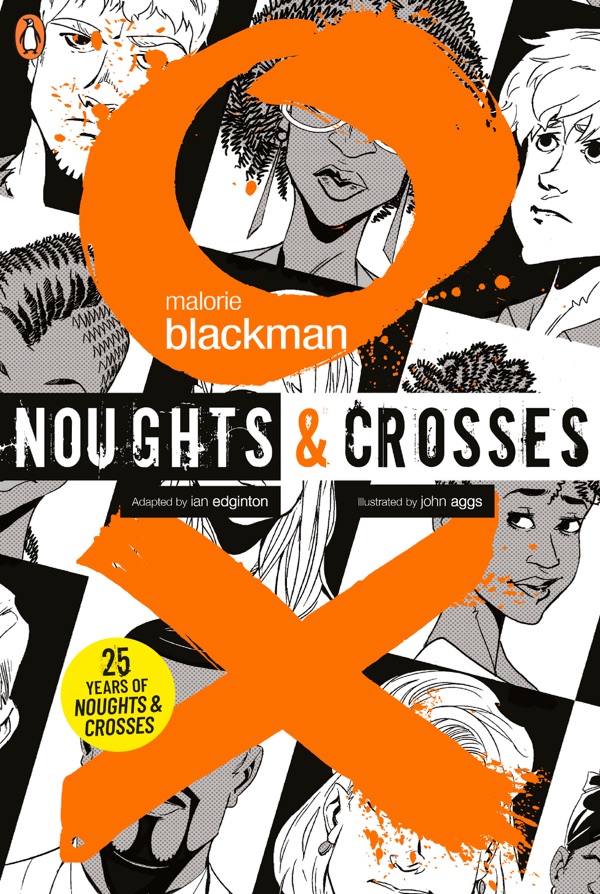 malorie
blackman
NOUGHTS & CROSSES
Adapted by ian edginton
Illustrated by john aggs
25
YEARS OF
NOUGHTS &
CROSSES